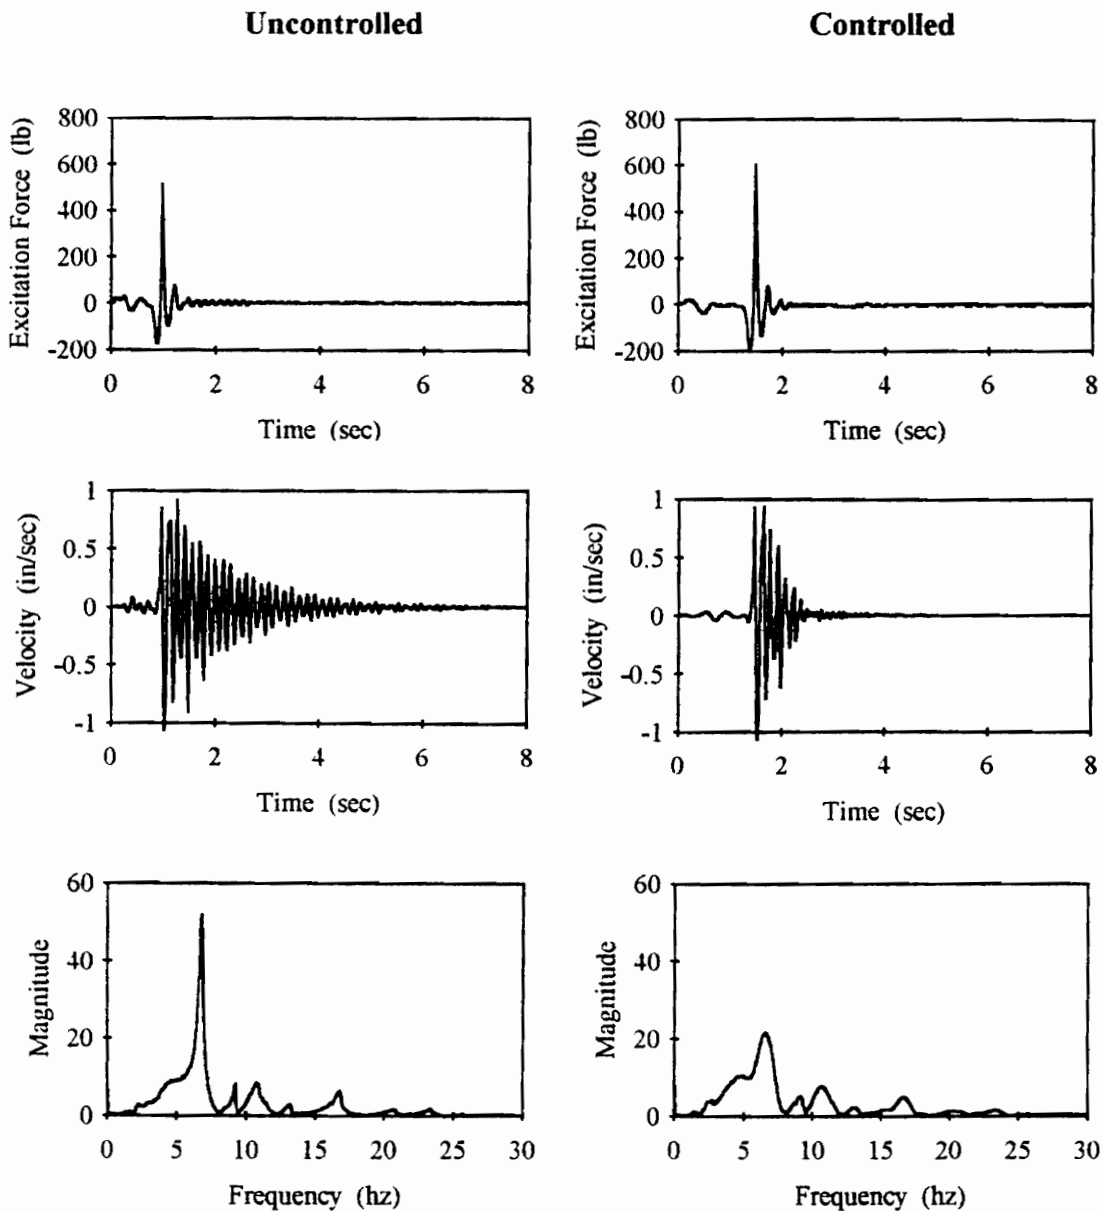 Uncontrolled
Controlled
Excitation Force (lb)
800
600
400
200
0
-200
0 2 4 6 8
Time (sec)
Excitation Force (lb)
800
600
400
200
0
-200
0 2 4 6 8
Time (sec)
Velocity (in/sec)
1
0.5
0
-0.5
-1
0 2 4 6 8
Time (sec)
Velocity (in/sec)
1
0.5
0
-0.5
-1
0 2 4 6 8
Time (sec)
Magnitude
60
40
20
0
0 5 10 15 20 25 30
Frequency (hz)
Magnitude
60
40
20
0
0 5 10 15 20 25 30
Frequency (hz)